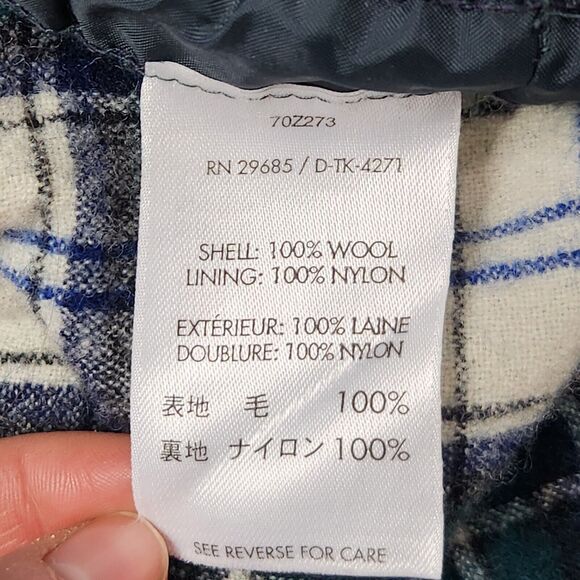 70Z273
RN 29685 / D-TK-4271
SHELL: 100% WOOL
LINING: 100% NYLON
EXTÉRIEUR: 100% LAINE
DOUBLURE: 100% NYLON
表地 毛 100%
裏地 ナイロン 100%
SEE REVERSE FOR CARE